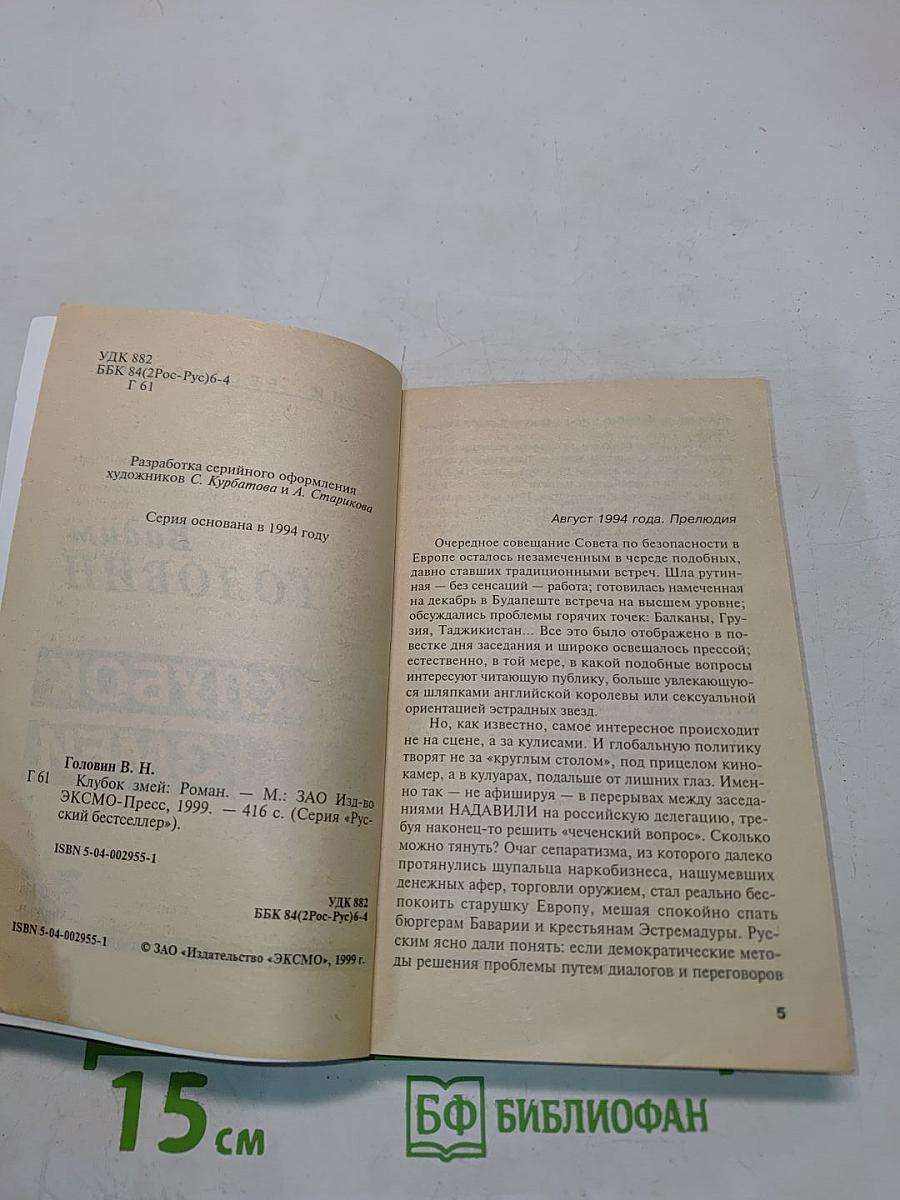 УДК 882
ББК 84(2Рос-Рус)6-4
Г 61
Разработка серийного оформления
художников С. Курбатова и А. Старикова
Серия основана в 1994 году
Головин В. Н.
Г 61
Клубок змей: Роман. — М.: ЗАО Изд-во
ЭКСМО-Пресс, 1999. — 416 с. (Серия «Рус-
ский бестселлер»).
ISBN 5-04-002955-1
УДК 882
ББК 84(2Рос-Рус)6-4
ISBN 5-04-002955-1
© ЗАО «Издательство «ЭКСМО», 1999 г.
Август 1994 года. Прелюдия
Очередное совещание Совета по безопасности в
Европе осталось незамеченным в череде подобных,
давно ставших традиционными встреч. Шла рутин-
ная — без сенсаций — работа; готовилась намеченная
на декабрь в Будапеште встреча на высшем уровне;
обсуждались проблемы горячих точек: Балканы, Гру-
зия, Таджикистан... Все это было отображено в по-
вестке дня заседания и широко освещалось прессой;
естественно, в той мере, в какой подобные вопросы
интересуют читающую публику, больше увлекающую-
ся шляпками английской королевы или сексуальной
ориентацией эстрадных звезд.
Но, как известно, самое интересное происходит
не на сцене, а за кулисами. И глобальную политику
творят не за «круглым столом», под прицелом кино-
камер, а в кулуарах, подальше от лишних глаз. Имен-
но так — не афишируя — в перерывах между заседа-
ниями НАДАВИЛИ на российскую делегацию, тре-
буя наконец-то решить «чеченский вопрос». Сколько
можно тянуть? Очаг сепаратизма, из которого далеко
протянулись щупальца наркобизнеса, нашумевших
денежных афер, торговли оружием, стал реально бес-
покоить старушку Европу, мешая спокойно спать
бюргерам Баварии и крестьянам Эстремадуры. Рус-
ским ясно дали понять: если демократические мето-
ды решения проблемы путем диалогов и переговоров
5
15 см
БФ БИБЛИОФАН